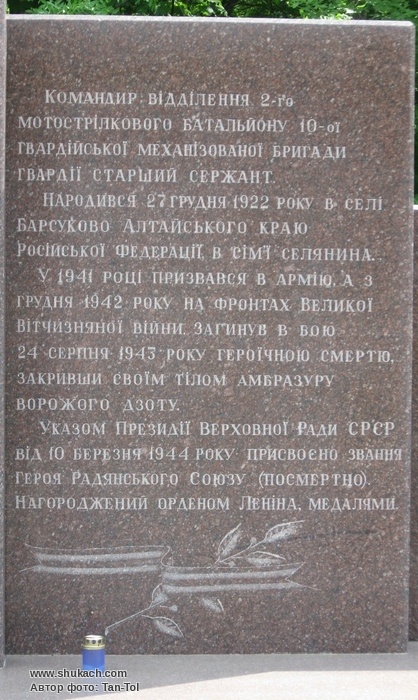 Командир відділення 2-го
мотострілкового батальйону 10-ої
гвардійської механізованої бригади
гвардії старший сержант.
Народився 27 грудня 1922 року в селі
Барсуково Алтайського краю
Російської Федерації, в сім'ї селянина.
У 1941 році призвався в армію, а з
грудня 1942 року на фронтах Великої
Вітчизняної війни. Загинув в бою
24 серпня 1943 року героїчною смертю,
закривши своїм тілом амбразуру
ворожого дзоту.
Указом Президії Верховної Ради СРСР
від 10 березня 1944 року присвоєно звання
Героя Радянського Союзу (посмертно).
Нагороджений орденом Леніна, медалями.
www.shukach.com
Автор фото: Tan-Tol